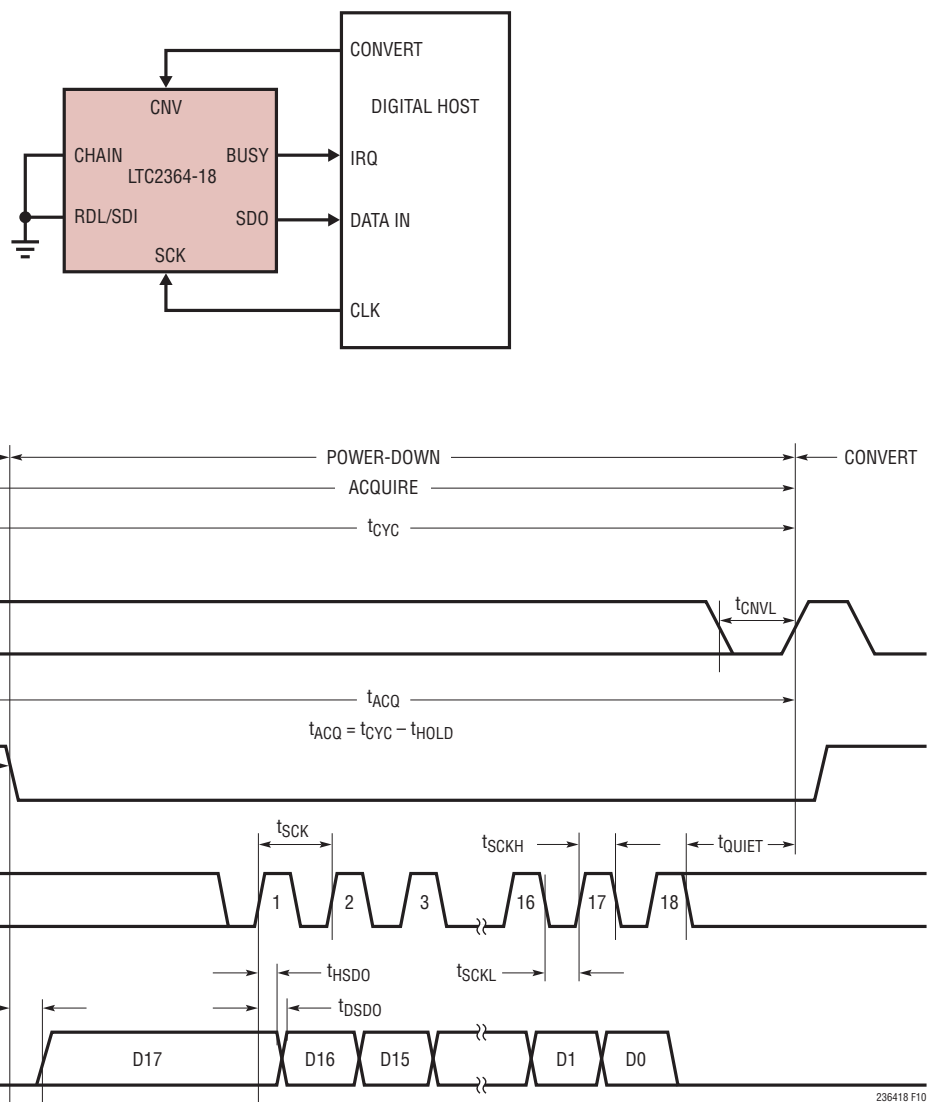 CONVERT
CNV
DIGITAL HOST
CHAIN
BUSY
IRQ
LTC2364-18
RDL/SDI
SDO
DATA IN
SCK
CLK
POWER-DOWN
CONVERT
ACQUIRE
tCYC
tCNVL
tACQ
tACQ = tCYC – tHOLD
tSCK
tSCKH
tQUIET
1 2 3 16 17 18
tHSDO
tSCKL
tDSDO
D17 D16 D15 D1 D0
236418 F10